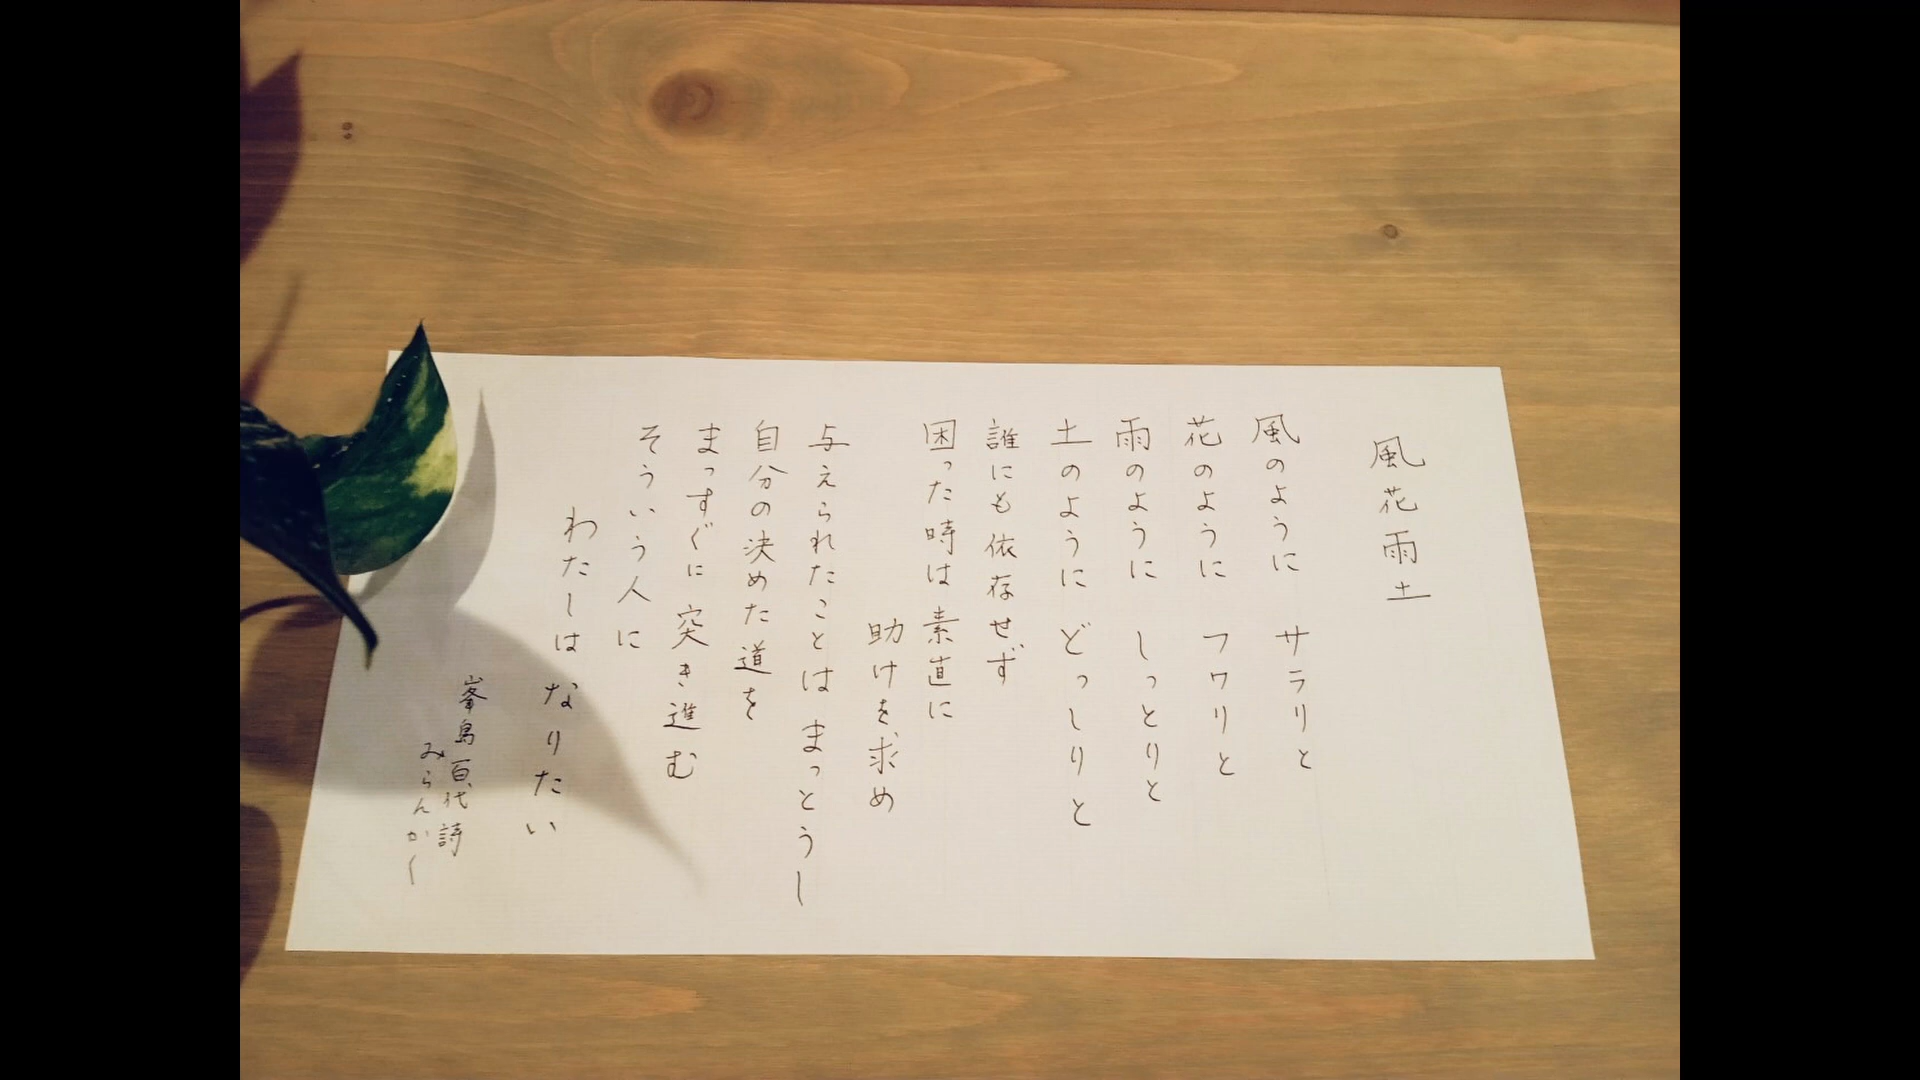 風花雨土
風のように サラリと
花のように フワリと
雨のように しっとりと
土のように どっしりと
誰にも依存せず
困った時は素直に
助けを求め
与えられたことは まっとうし
自分の決めた道を
まっすぐに突き進む
そういう人に
わたしは なりたい
峯島百代 詩
みらんかく